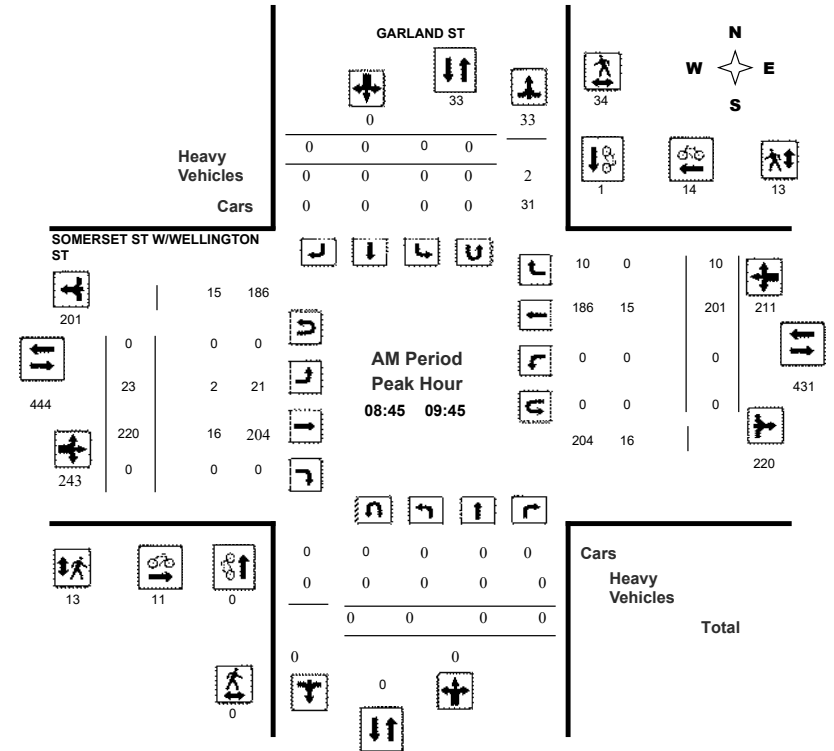 GARLAND ST
N
W E
S
33
34
0
33
0 0 0 0
Heavy
Vehicles
0 0 0 0 2
Cars
0 0 0 0 31
1 14 13
SOMERSET ST W/WELLINGTON
ST
15 186
201
10 0 10
186 15 201 211
0 0 0
23 2 21
444
0 0 0
431
220 16 204
0 0 0
243
0 0 0
204 16
220
AM Period
Peak Hour
08:45 09:45
13 11 0
0 0 0 0 0
Cars
0 0 0 0 0
Heavy
Vehicles
0 0 0 0
Total
0 0
0
0